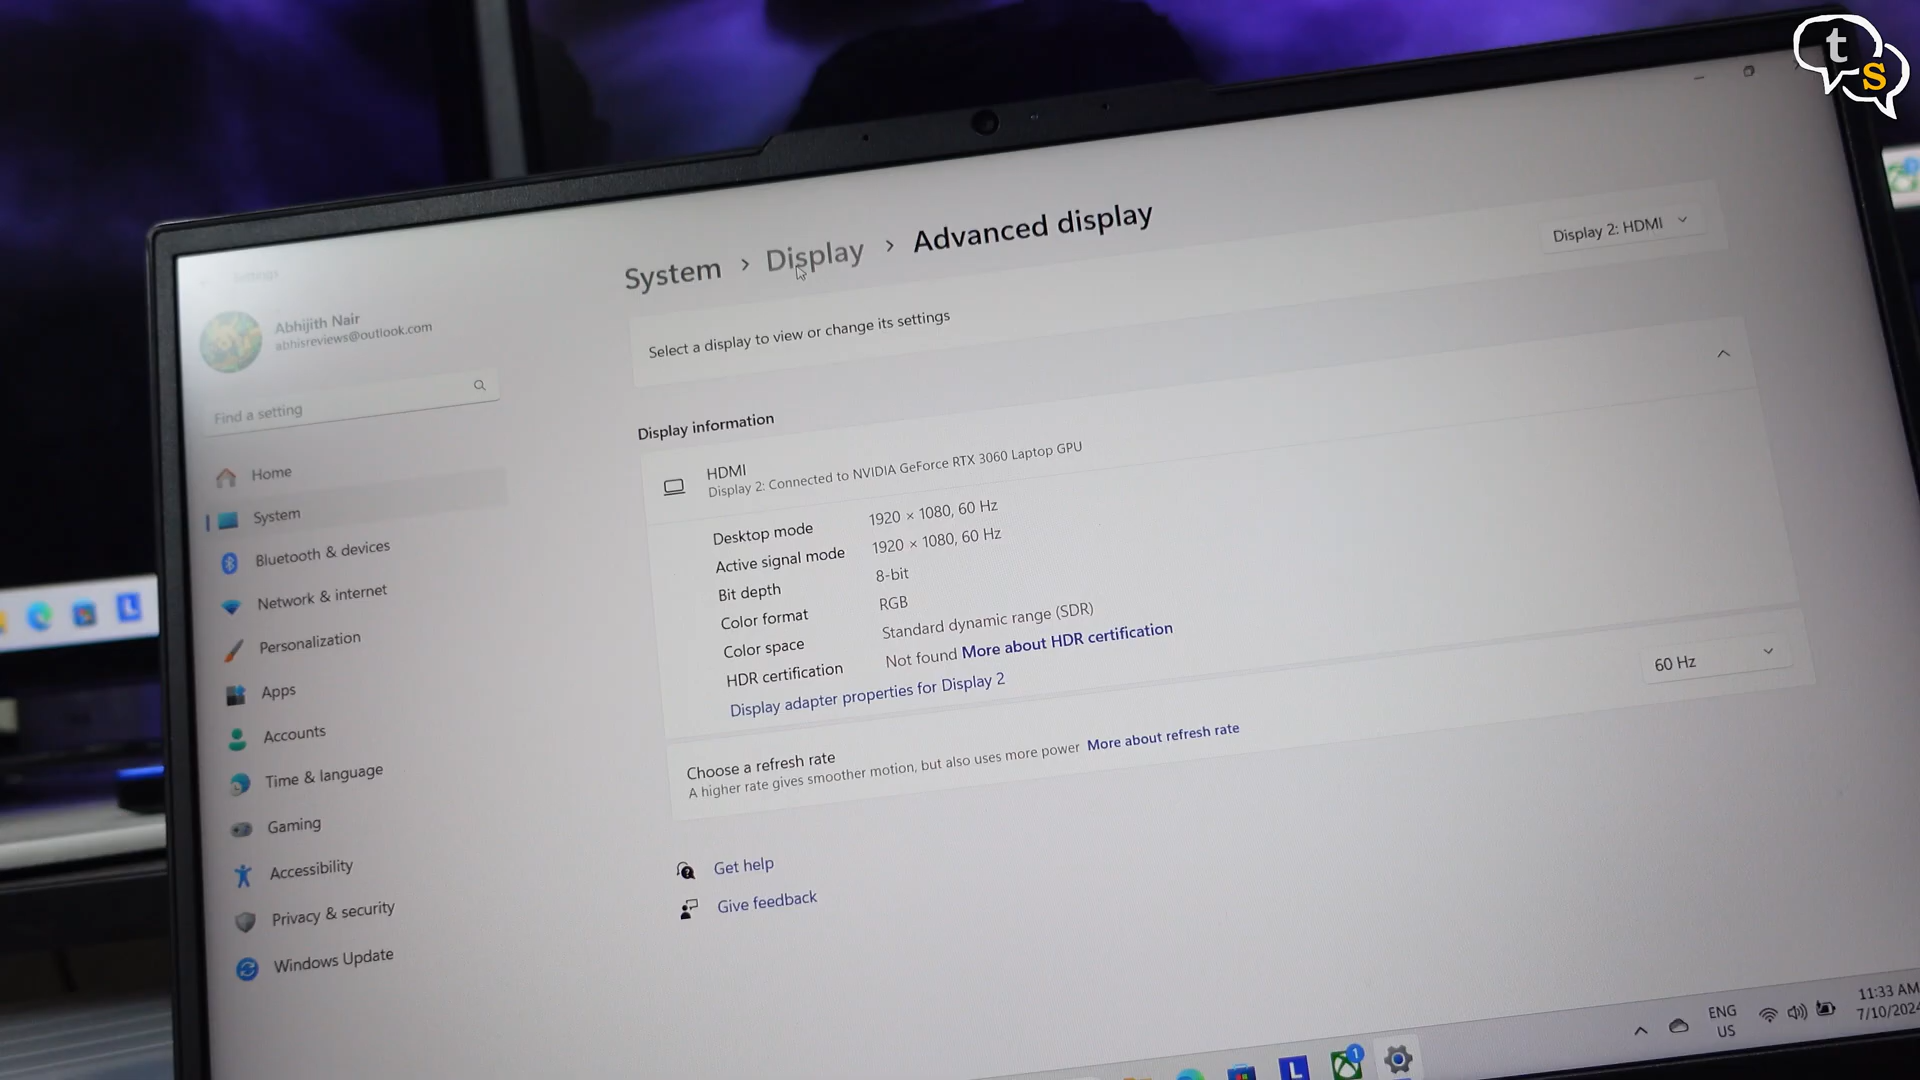 t
s
Settings
System > Display > Advanced display
Abhijith Nair
abhisreviews@outlook.com
Find a setting
Home
System
Bluetooth & devices
Network & internet
Personalization
Apps
Accounts
Time & language
Gaming
Accessibility
Privacy & security
Windows Update
Select a display to view or change its settings
Display 2: HDMI
Display information
HDMI
Display 2: Connected to NVIDIA GeForce RTX 3060 Laptop GPU
Desktop mode 1920 × 1080, 60 Hz
Active signal mode 1920 × 1080, 60 Hz
Bit depth 8-bit
Color format RGB
Color space Standard dynamic range (SDR)
HDR certification Not found More about HDR certification
Display adapter properties for Display 2
Choose a refresh rate
A higher rate gives smoother motion, but also uses more power More about refresh rate
60 Hz
Get help
Give feedback
L
L
1
ENG
US
11:33 AM
7/10/2024